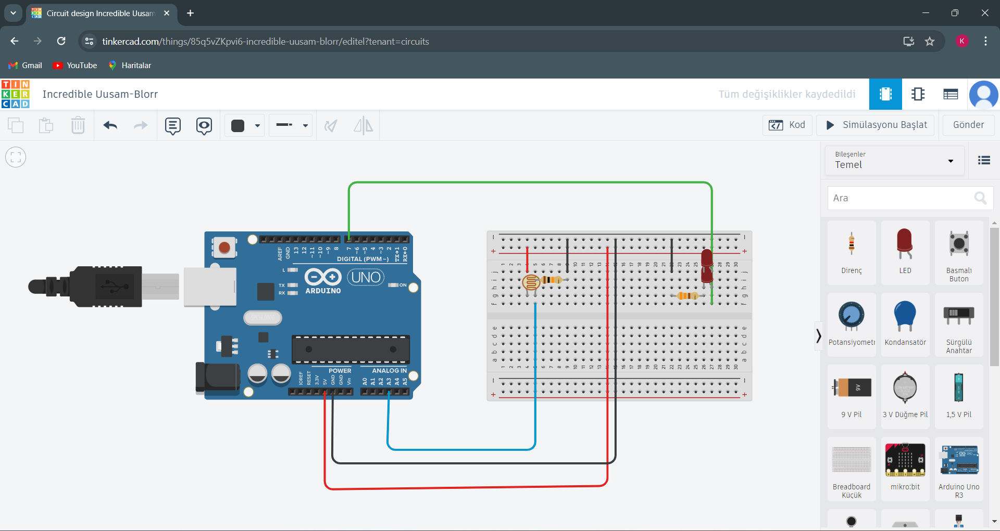 Circuit design Incredible Uusam
tinkercad.com/things/85q5vZKpvi6-incredible-uusam-blorr/editel?tenant=circuits
K
Gmail
YouTube
Haritalar
TIN
KER
CAD
Incredible Uusam-Blorr
Tüm değişiklikler kaydedildi
Kod
Simülasyonu Başlat
Gönder
Bileşenler
Temel
Ara
Direnç
LED
Basmalı
Buton
Potansiyometr
Kondansatör
Sürgülü
Anahtar
9V
9 V Pil
3 V Düğme Pil
1,5 V Pil
Breadboard
Küçük
mikro:bit
Arduino Uno
R3
AREF
GND
13
12
~11
~10
~9
8
7
~6
~5
4
~3
2
TX→1
RX←0
DIGITAL (PWM~)
L
TX
RX
ARDUINO
UNO
ON
POWER
ANALOG IN
IOREF
RESET
3.3V
5V
GND
GND
Vin
A0
A1
A2
A3
A4
A5